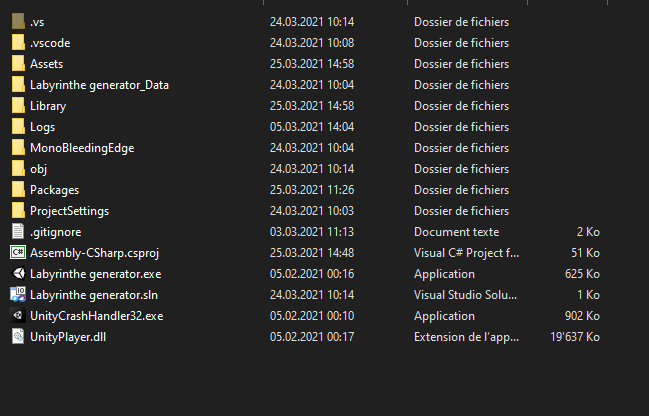 .vs 24.03.2021 10:14 Dossier de fichiers
.vscode 24.03.2021 10:08 Dossier de fichiers
Assets 25.03.2021 14:58 Dossier de fichiers
Labyrinthe generator_Data 24.03.2021 10:04 Dossier de fichiers
Library 25.03.2021 14:58 Dossier de fichiers
Logs 05.03.2021 14:04 Dossier de fichiers
MonoBleedingEdge 24.03.2021 10:04 Dossier de fichiers
obj 24.03.2021 10:14 Dossier de fichiers
Packages 25.03.2021 11:26 Dossier de fichiers
ProjectSettings 24.03.2021 10:03 Dossier de fichiers
.gitignore 03.03.2021 11:13 Document texte 2 Ko
Assembly-CSharp.csproj 25.03.2021 14:48 Visual C# Project f... 51 Ko
Labyrinthe generator.exe 05.02.2021 00:16 Application 625 Ko
Labyrinthe generator.sln 24.03.2021 10:14 Visual Studio Solu... 1 Ko
UnityCrashHandler32.exe 05.02.2021 00:10 Application 902 Ko
UnityPlayer.dll 05.02.2021 00:17 Extension de l'app... 19'637 Ko